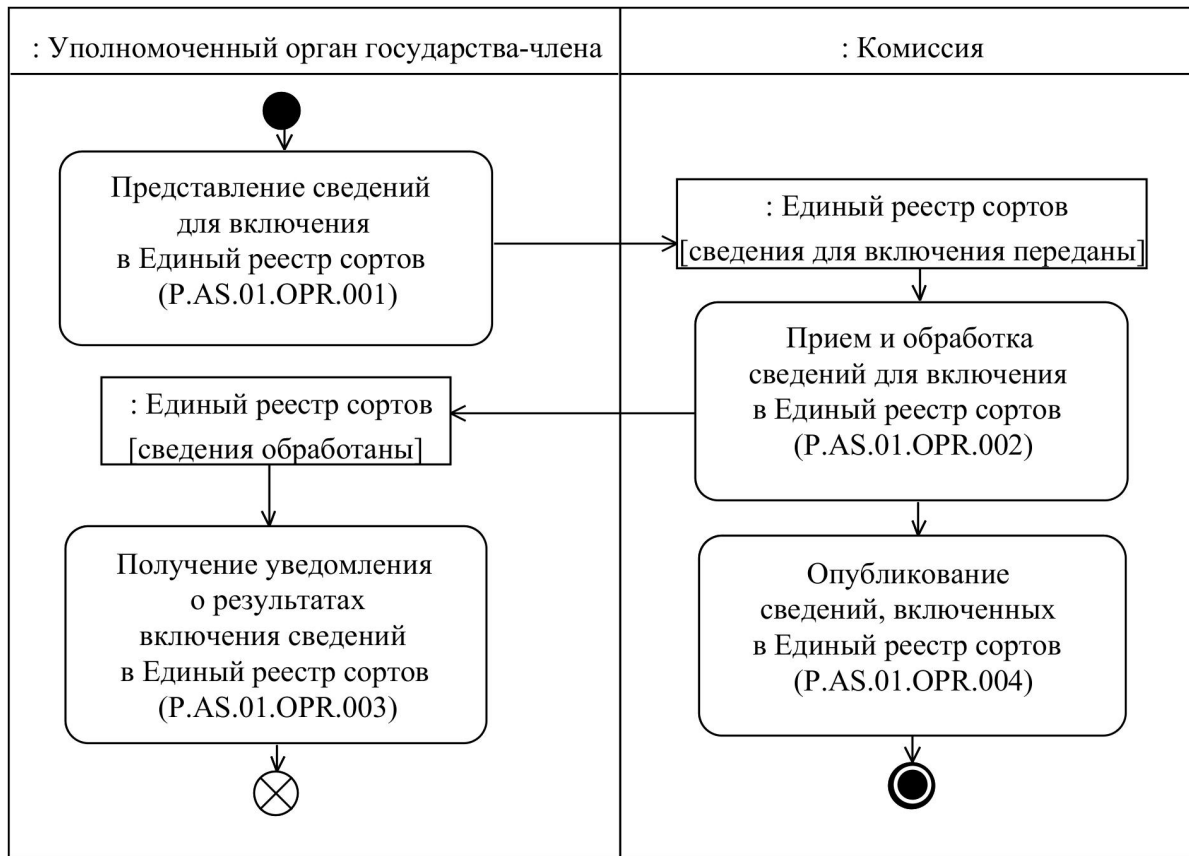 : Уполномоченный орган государства-члена
: Комиссия
Представление сведений
для включения
в Единый реестр сортов
(P.AS.01.OPR.001)
: Единый реестр сортов
[сведения для включения переданы]
Прием и обработка
сведений для включения
в Единый реестр сортов
(P.AS.01.OPR.002)
: Единый реестр сортов
[сведения обработаны]
Получение уведомления
о результатах
включения сведений
в Единый реестр сортов
(P.AS.01.OPR.003)
Опубликование
сведений, включенных
в Единый реестр сортов
(P.AS.01.OPR.004)